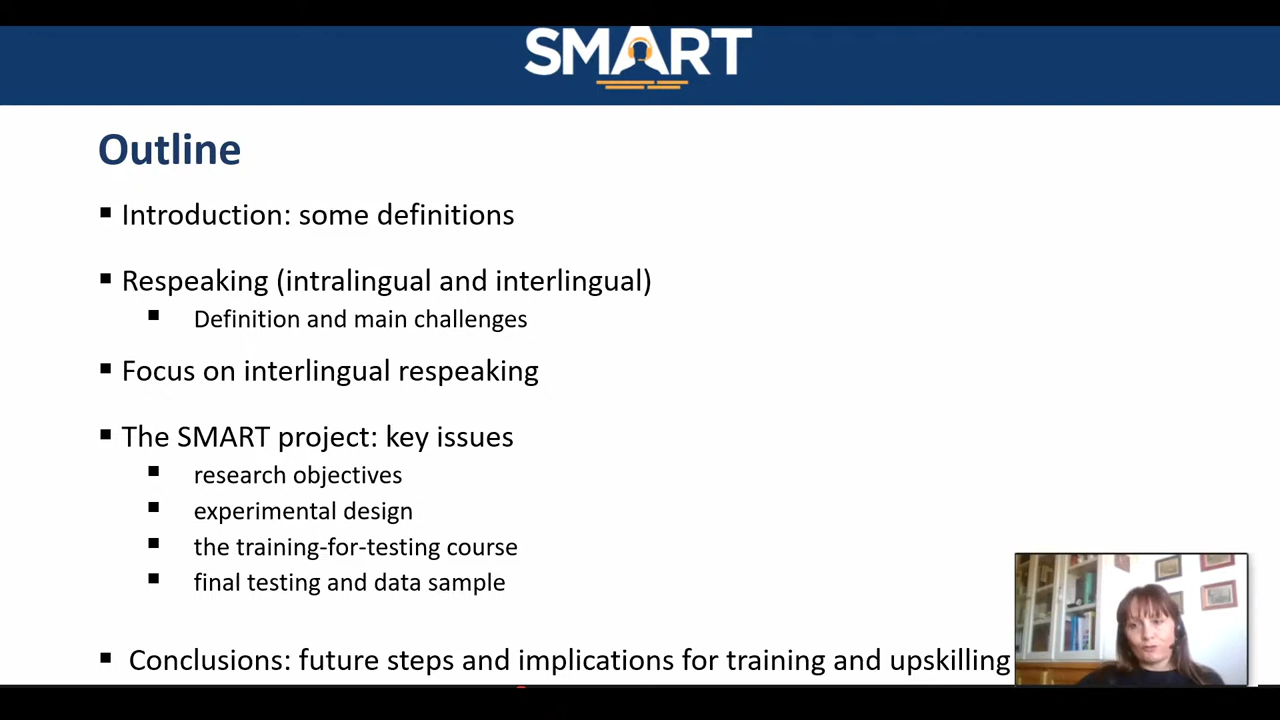 SMART
Outline
Introduction: some definitions
Respeaking (intralingual and interlingual)
Definition and main challenges
Focus on interlingual respeaking
The SMART project: key issues
research objectives
experimental design
the training-for-testing course
final testing and data sample
Conclusions: future steps and implications for training and upskilling